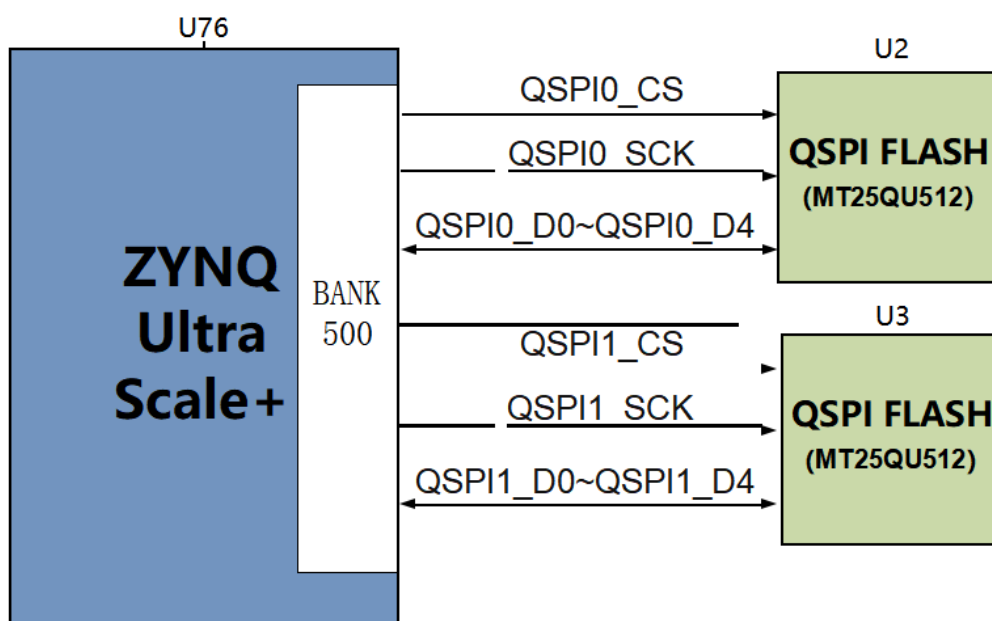 U76
ZYNQ
Ultra
Scale+
BANK
500
QSPI0_CS
QSPI0_SCK
QSPI0_D0~QSPI0_D4
QSPI1_CS
QSPI1_SCK
QSPI1_D0~QSPI1_D4
U2
QSPI FLASH
(MT25QU512)
U3
QSPI FLASH
(MT25QU512)